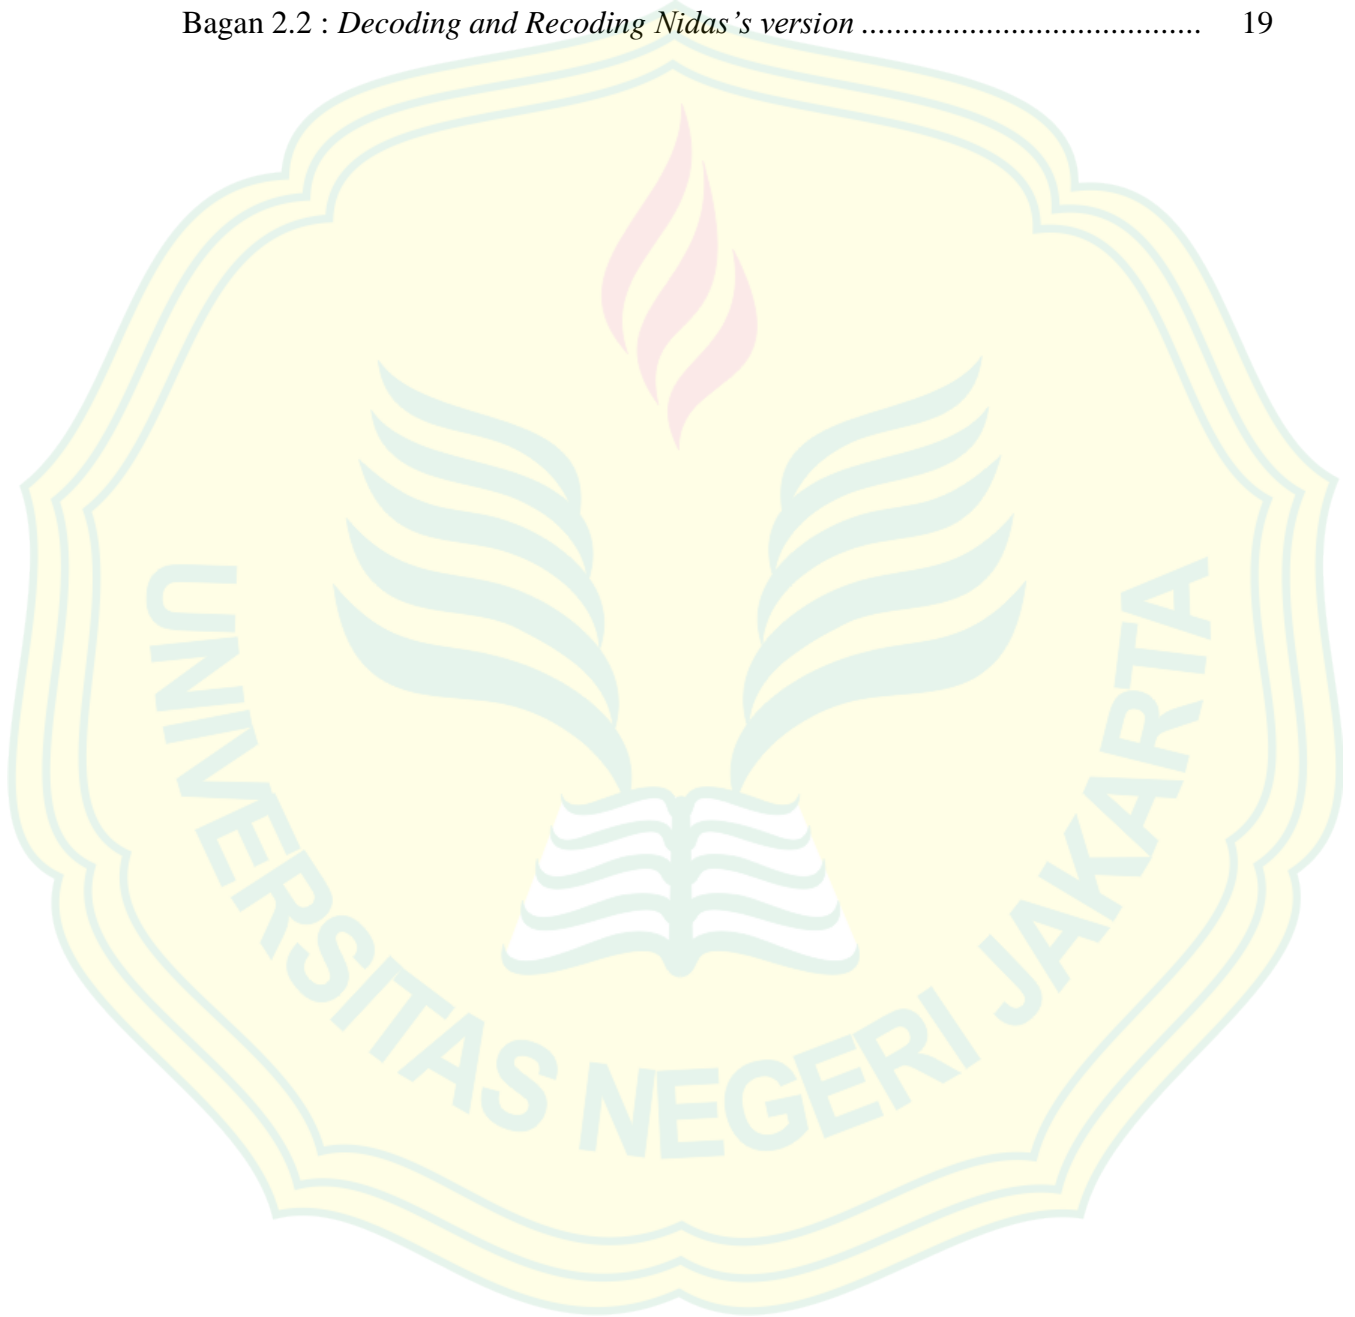 Bagan 2.2 : Decoding and Recoding Nidas’s version ......................................... 19
UNIVERSITAS NEGERI JAKARTA